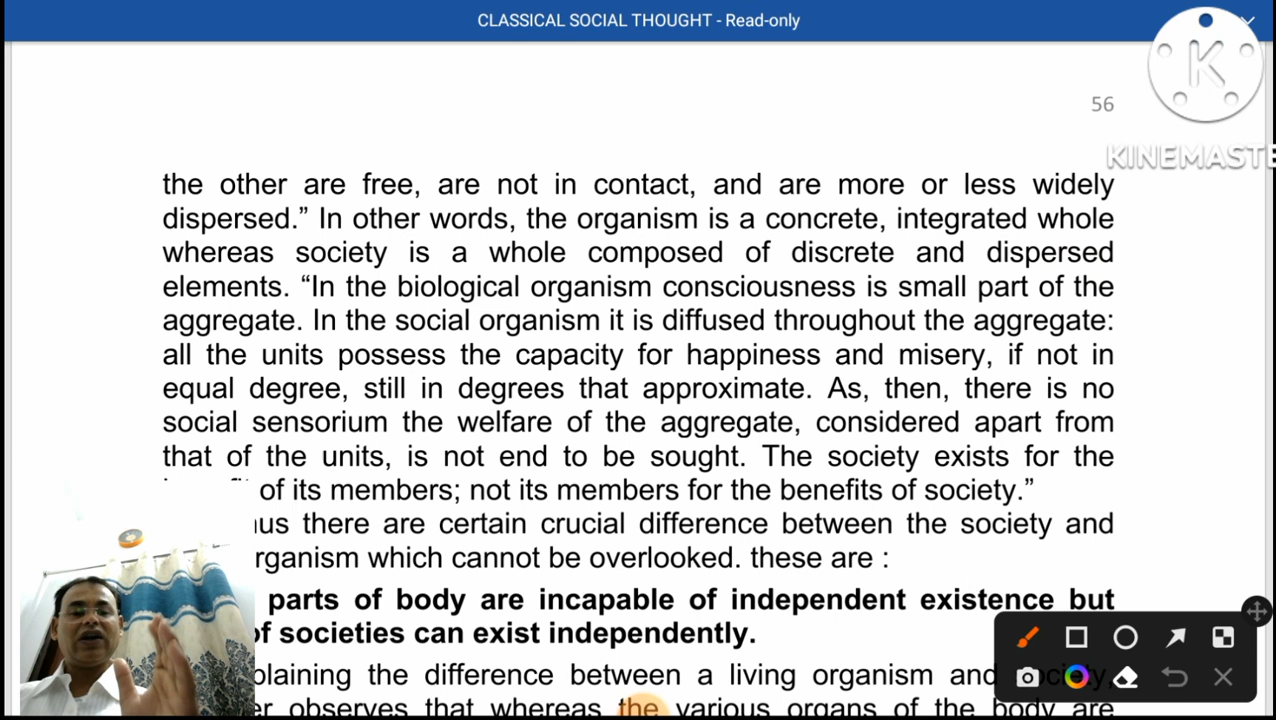 CLASSICAL SOCIAL THOUGHT - Read-only
56
K
KINEMASTE
the other are free, are not in contact, and are more or less widely
dispersed.” In other words, the organism is a concrete, integrated whole
whereas society is a whole composed of discrete and dispersed
elements. “In the biological organism consciousness is small part of the
aggregate. In the social organism it is diffused throughout the aggregate:
all the units possess the capacity for happiness and misery, if not in
equal degree, still in degrees that approximate. As, then, there is no
social sensorium the welfare of the aggregate, considered apart from
that of the units, is not end to be sought. The society exists for the
of its members; not its members for the benefits of society.”
there are certain crucial difference between the society and
which cannot be overlooked. these are :
parts of body are incapable of independent existence but
of societies can exist independently.
the difference between a living organism and society,
observes that whereas the various organs of the body are